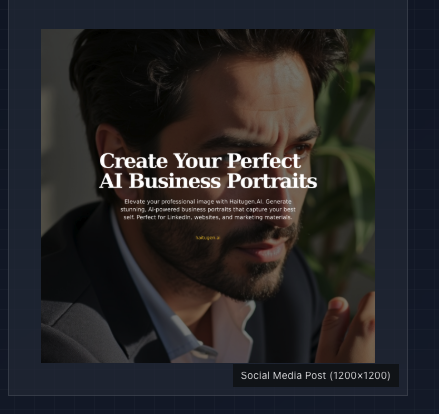 Create Your Perfect
AI Business Portraits
Elevate your professional image with Haitugen.AI. Generate
stunning, AI-powered business portraits that capture your best
self. Perfect for LinkedIn, websites, and marketing materials.
haitugen.ai
Social Media Post (1200×1200)